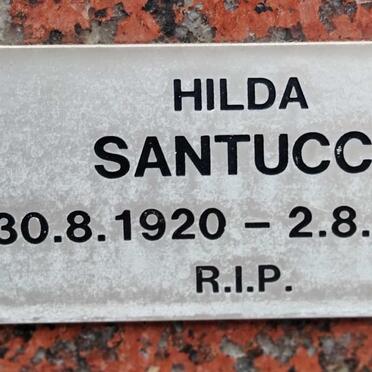 HILDA
SANTUCC
30.8.1920 – 2.8.
R.I.P.